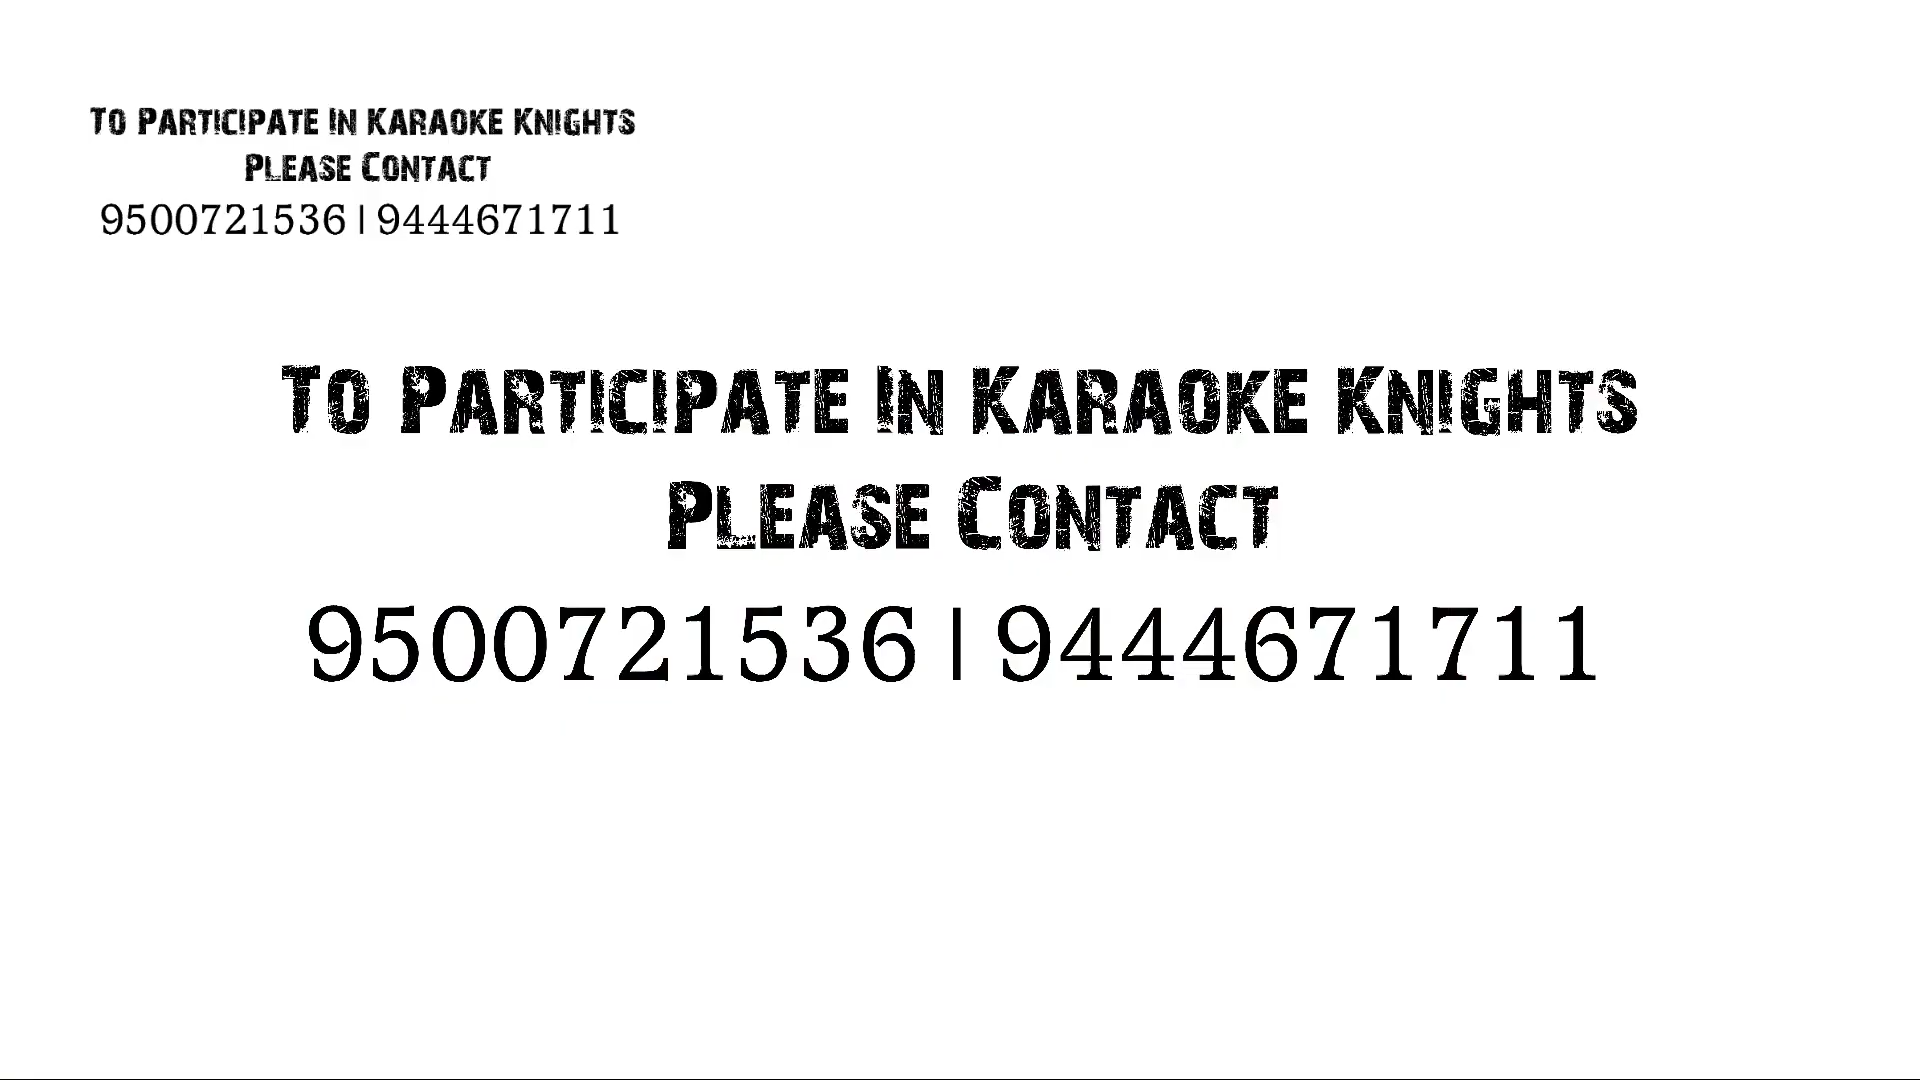 To Participate In Karaoke Knights
Please Contact
9500721536 | 9444671711
To Participate In Karaoke Knights
Please Contact
9500721536 | 9444671711